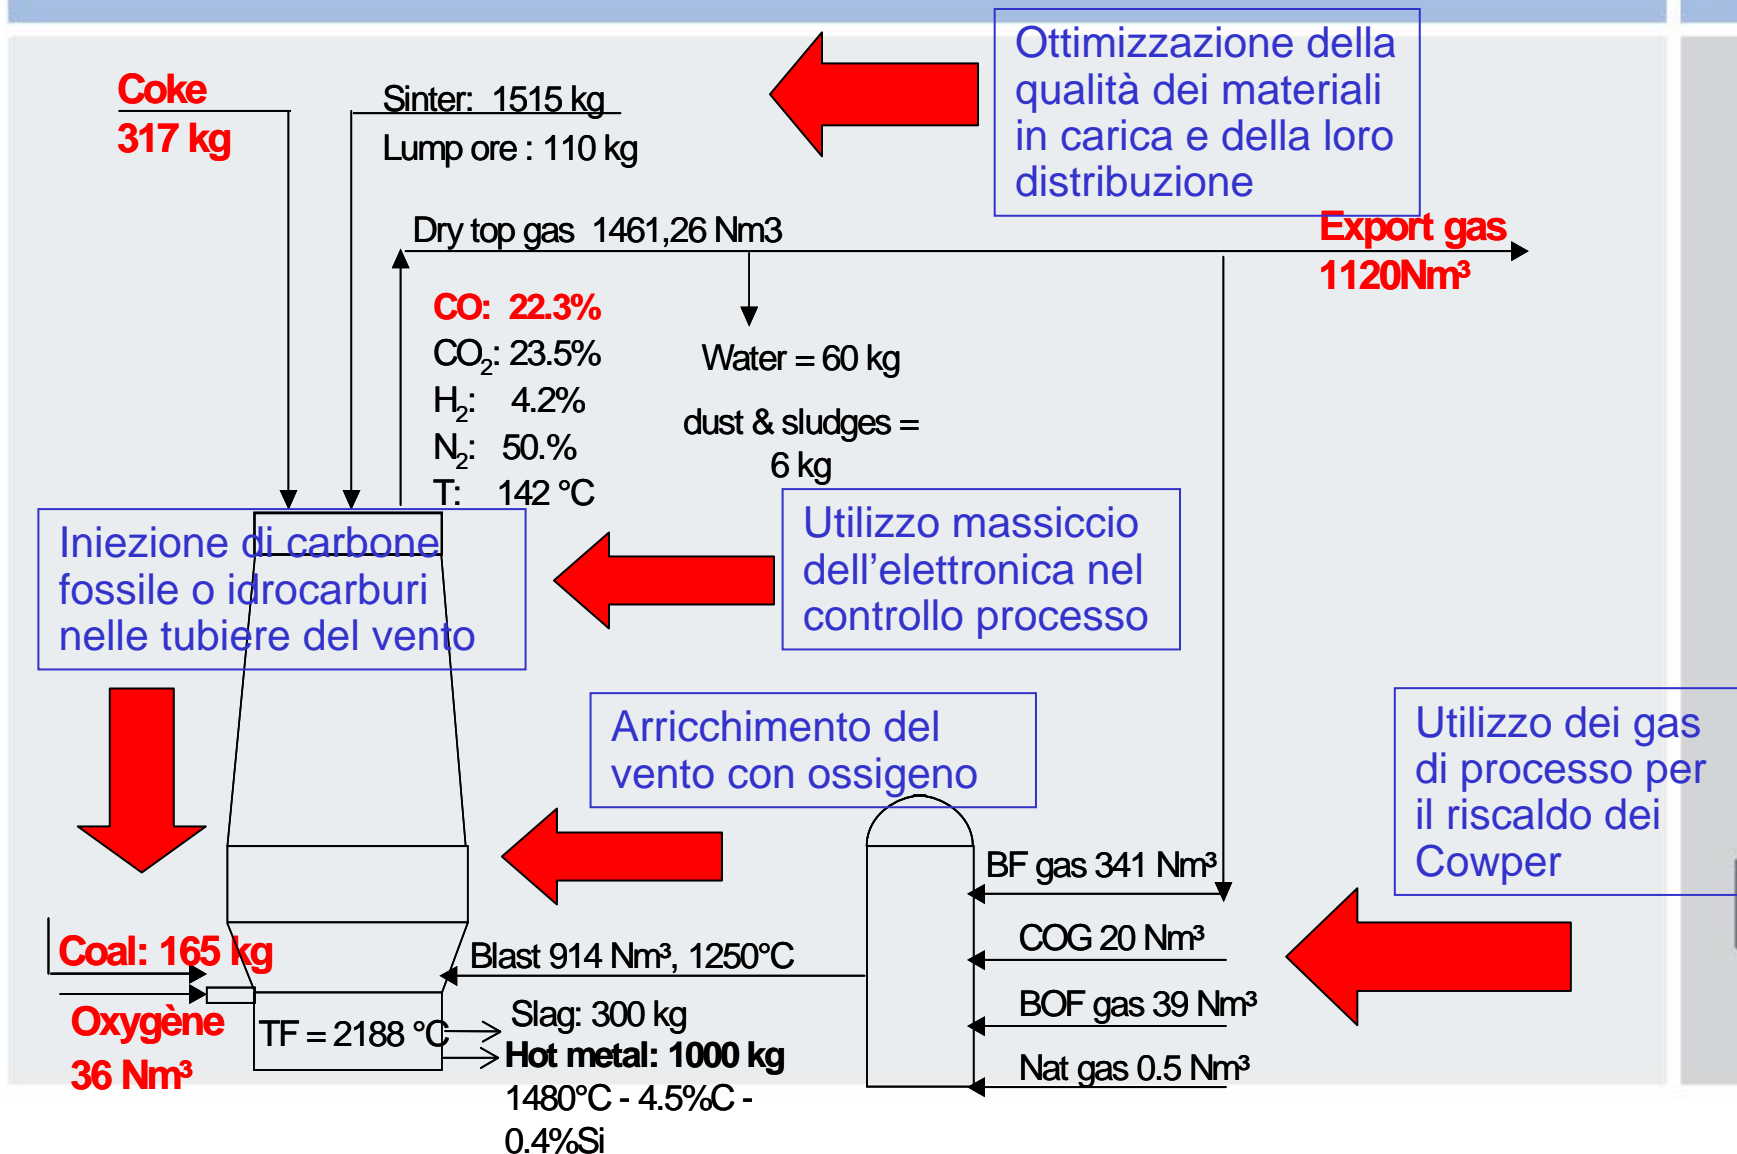 Ottimizzazione della
qualità dei materiali
in carica e della loro
distribuzione
Coke
317 kg
Sinter: 1515 kg
Lump ore : 110 kg
Dry top gas 1461,26 Nm3
Export gas
1120Nm³
CO: 22.3%
CO₂: 23.5%
H₂: 4.2%
N₂: 50.%
T: 142 °C
Water = 60 kg
dust & sludges =
6 kg
Iniezione di carbone
fossile o idrocarburi
nelle tubiere del vento
Utilizzo massiccio
dell’elettronica nel
controllo processo
Arricchimento del
vento con ossigeno
Utilizzo dei gas
di processo per
il riscaldo dei
Cowper
BF gas 341 Nm³
COG 20 Nm³
BOF gas 39 Nm³
Nat gas 0.5 Nm³
Coal: 165 kg
Blast 914 Nm³, 1250°C
Oxygène
36 Nm³
TF = 2188 °C
Slag: 300 kg
Hot metal: 1000 kg
1480°C - 4.5%C -
0.4%Si